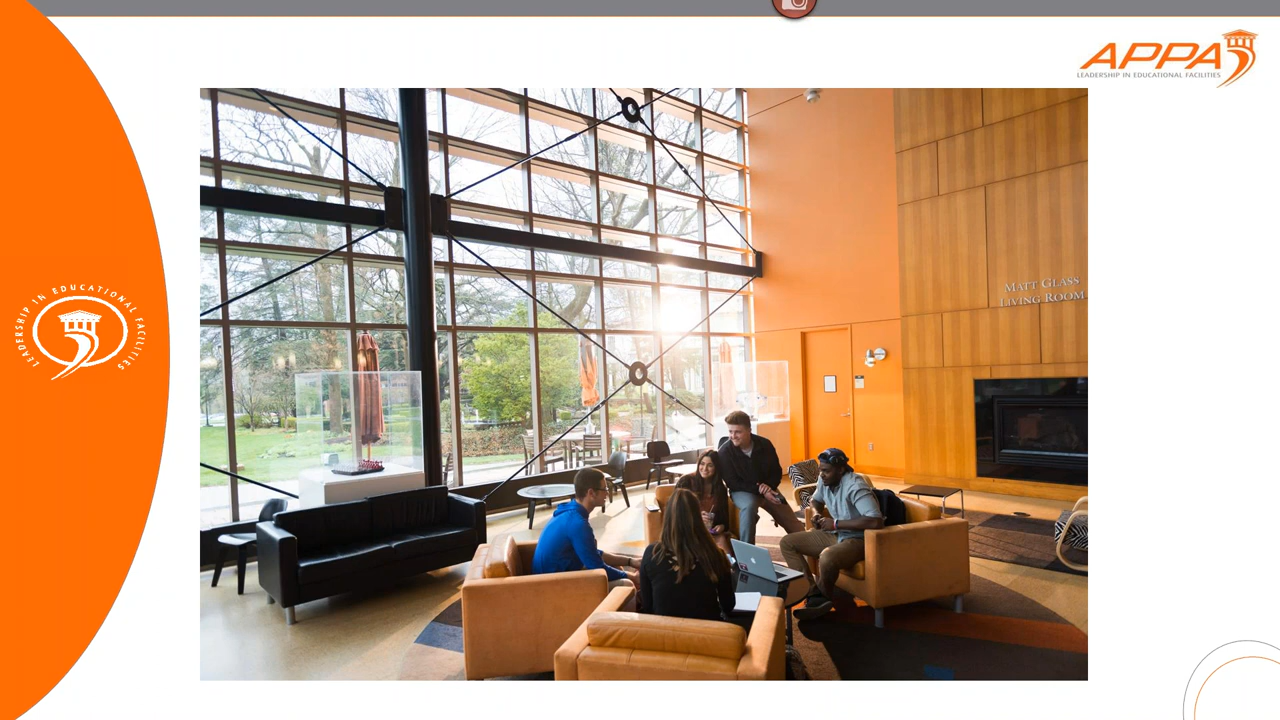 APPA
LEADERSHIP IN EDUCATIONAL FACILITIES
MATT GLASS
LIVING ROOM
LEADERSHIP IN EDUCATIONAL FACILITIES